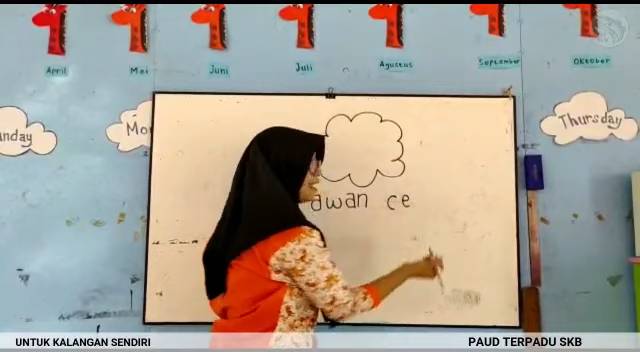 April Mei Juni Juli Agustus September Oktober
nday Mo Thursday
awan ce
UNTUK KALANGAN SENDIRI PAUD TERPADU SKB